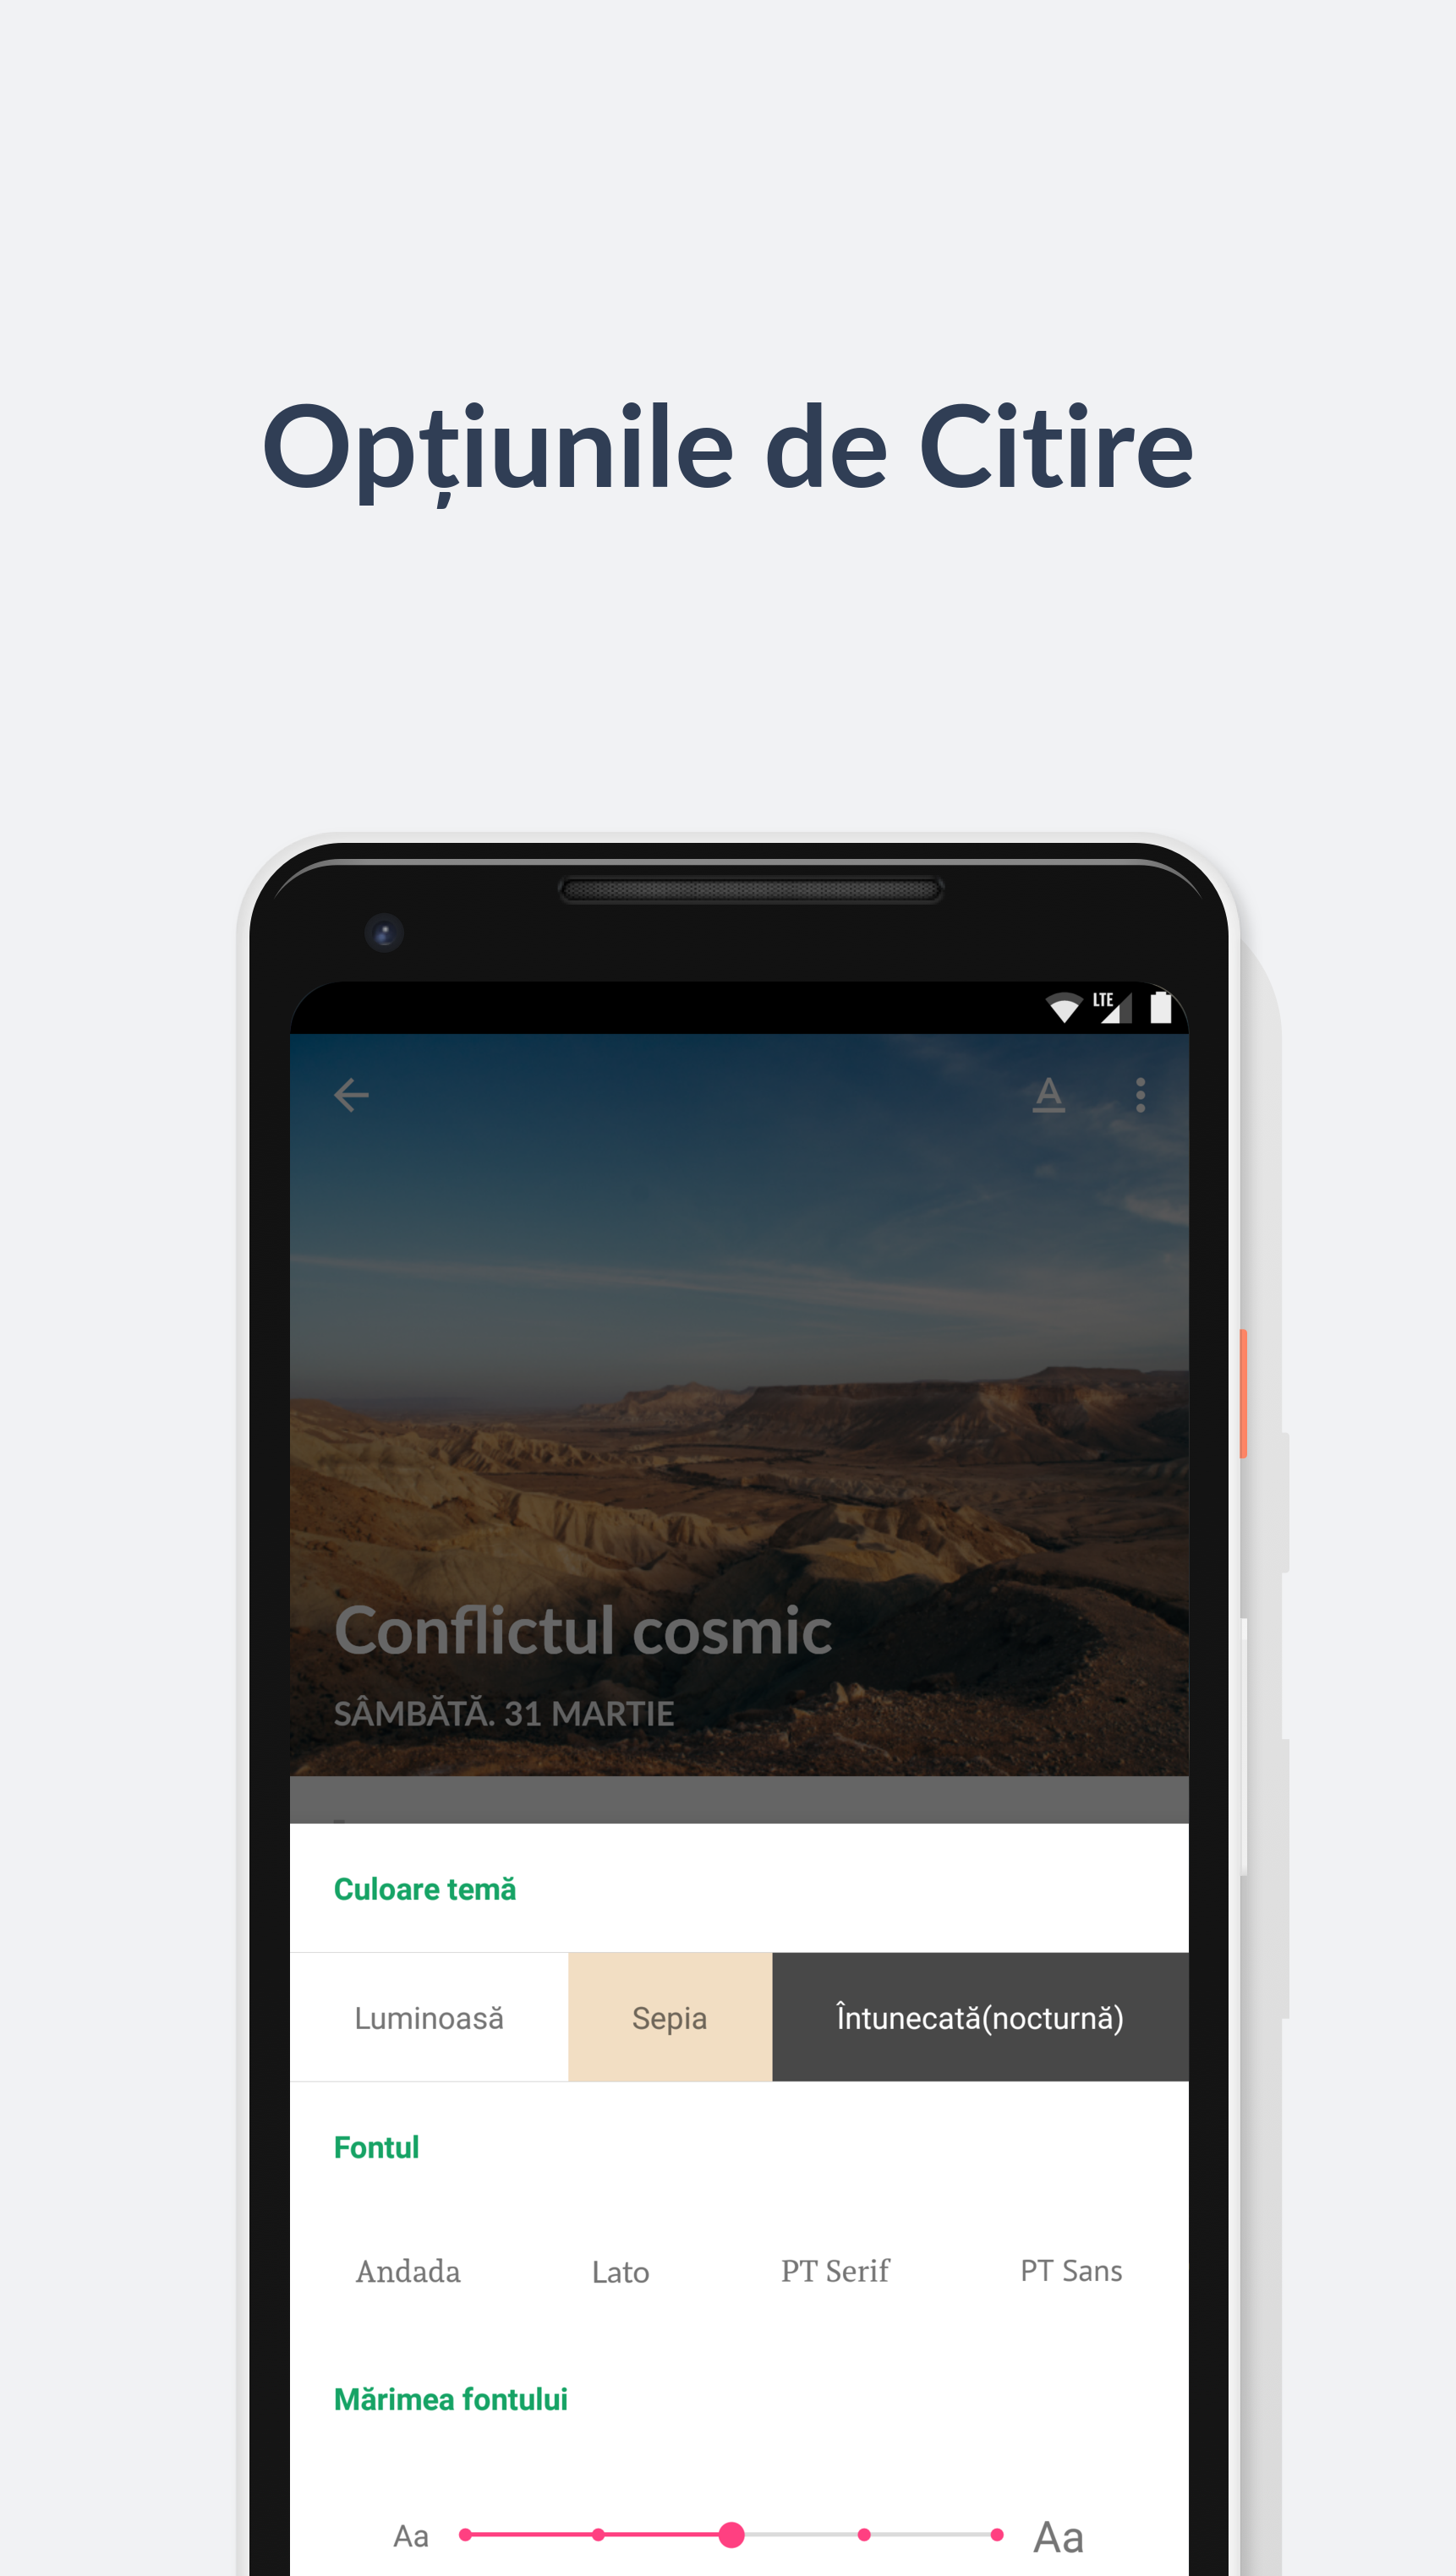 Opțiunile de Citire
LTE
A
Conflictul cosmic
SÂMBĂTĂ. 31 MARTIE
Culoare temă
Luminoasă Sepia Întunecată(nocturnă)
Fontul
Andada Lato PT Serif PT Sans
Mărimea fontului
Aa Aa